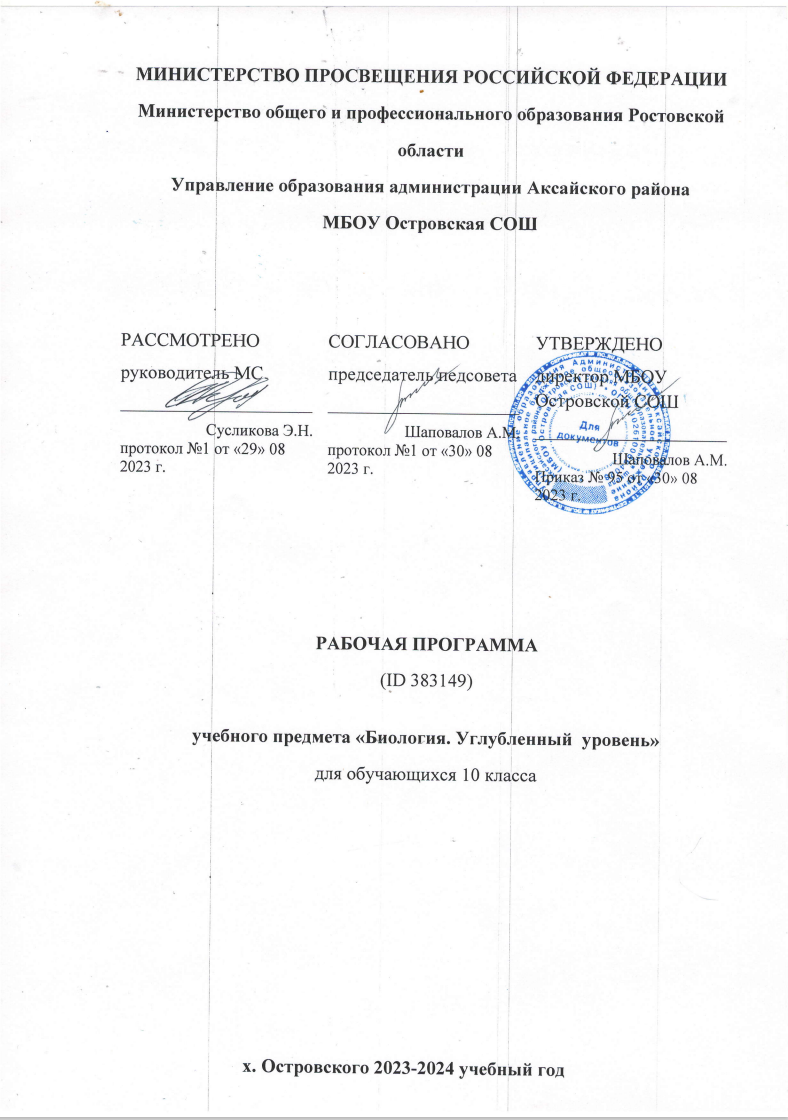 МИНИСТЕРСТВО ПРОСВЕЩЕНИЯ РОССИЙСКОЙ ФЕДЕРАЦИИ
Министерство общего и профессионального образования Ростовской
области
Управление образования администрации Аксайского района
МБОУ Островская СОШ
РАССМОТРЕНО
руководитель МС
Сусликова Э.Н.
протокол №1 от «29» 08
2023 г.
СОГЛАСОВАНО
председатель педсовета
Шаповалов А.М.
протокол №1 от «30» 08
2023 г.
УТВЕРЖДЕНО
директор МБОУ
Островской СОШ
Шаповалов А.М.
Приказ № 95 от «30» 08
2023 г.
Для
документов
РАБОЧАЯ ПРОГРАММА
(ID 383149)
учебного предмета «Биология. Углубленный  уровень»
для обучающихся 10 класса
х. Островского 2023-2024 учебный год